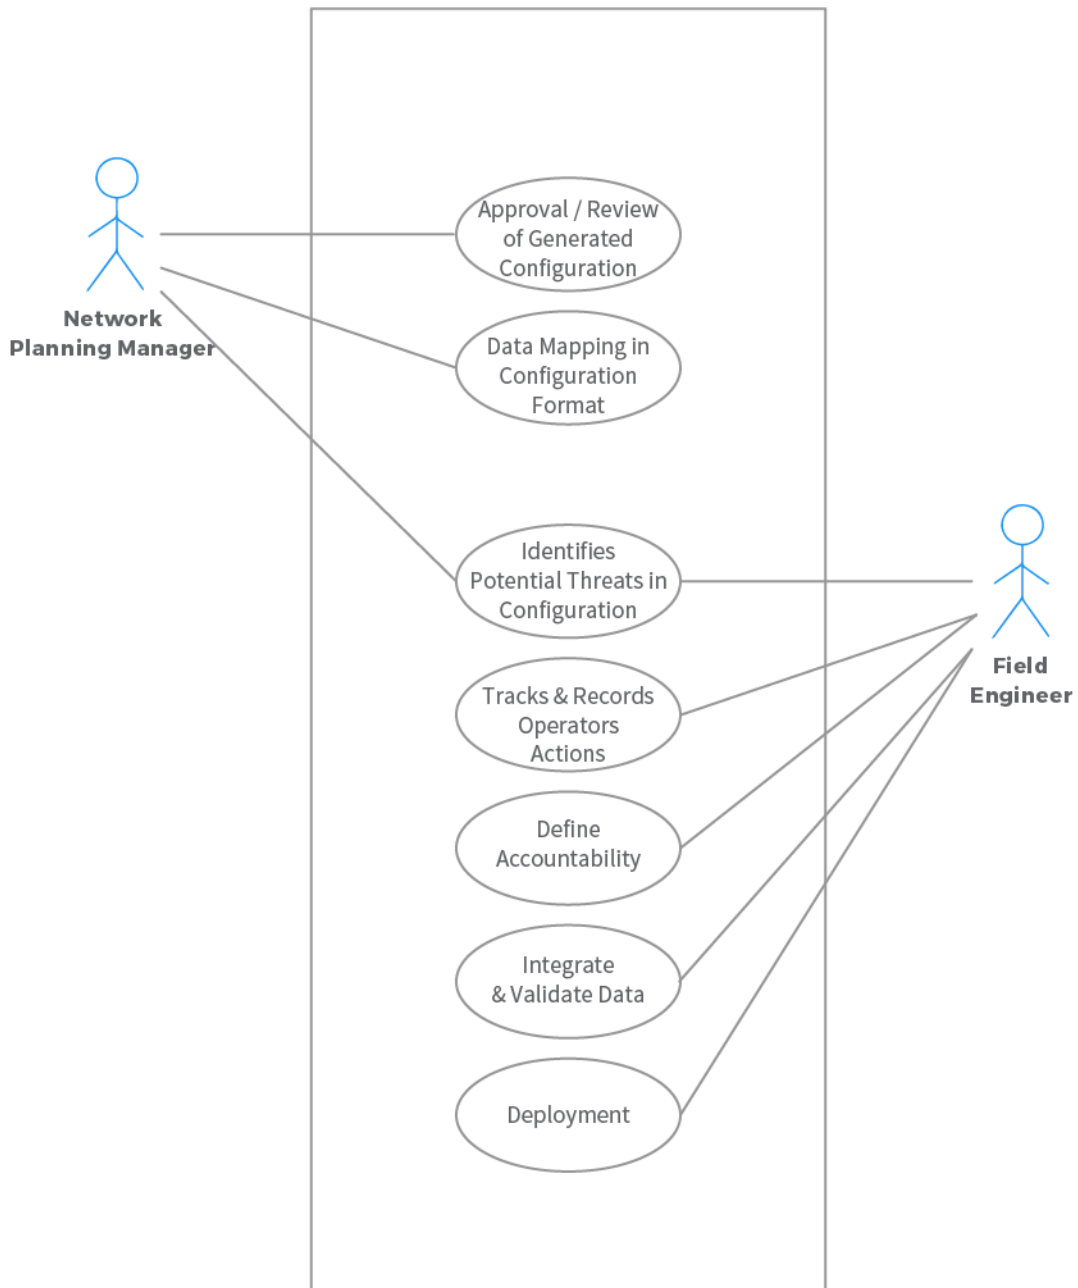 Approval / Review
of Generated
Configuration
Network
Planning Manager
Data Mapping in
Configuration
Format
Identifies
Potential Threats in
Configuration
Field
Engineer
Tracks & Records
Operators
Actions
Define
Accountability
Integrate
& Validate Data
Deployment